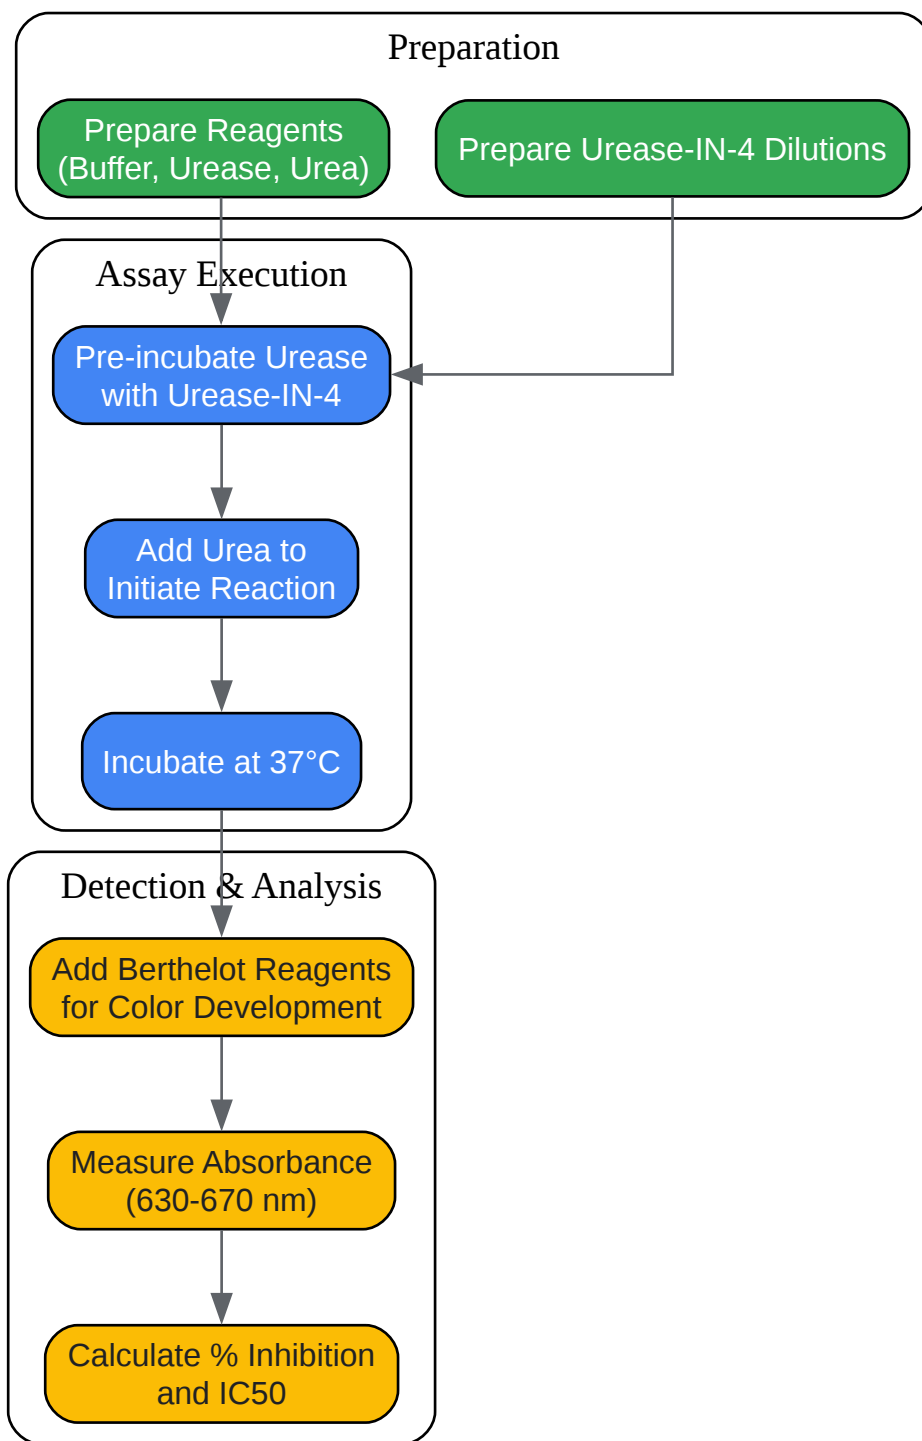 Preparation
Prepare Reagents
(Buffer, Urease, Urea)
Prepare Urease-IN-4 Dilutions
Assay Execution
Pre-incubate Urease
with Urease-IN-4
Add Urea to
Initiate Reaction
Incubate at 37°C
Detection & Analysis
Add Berthelot Reagents
for Color Development
Measure Absorbance
(630-670 nm)
Calculate % Inhibition
and IC50